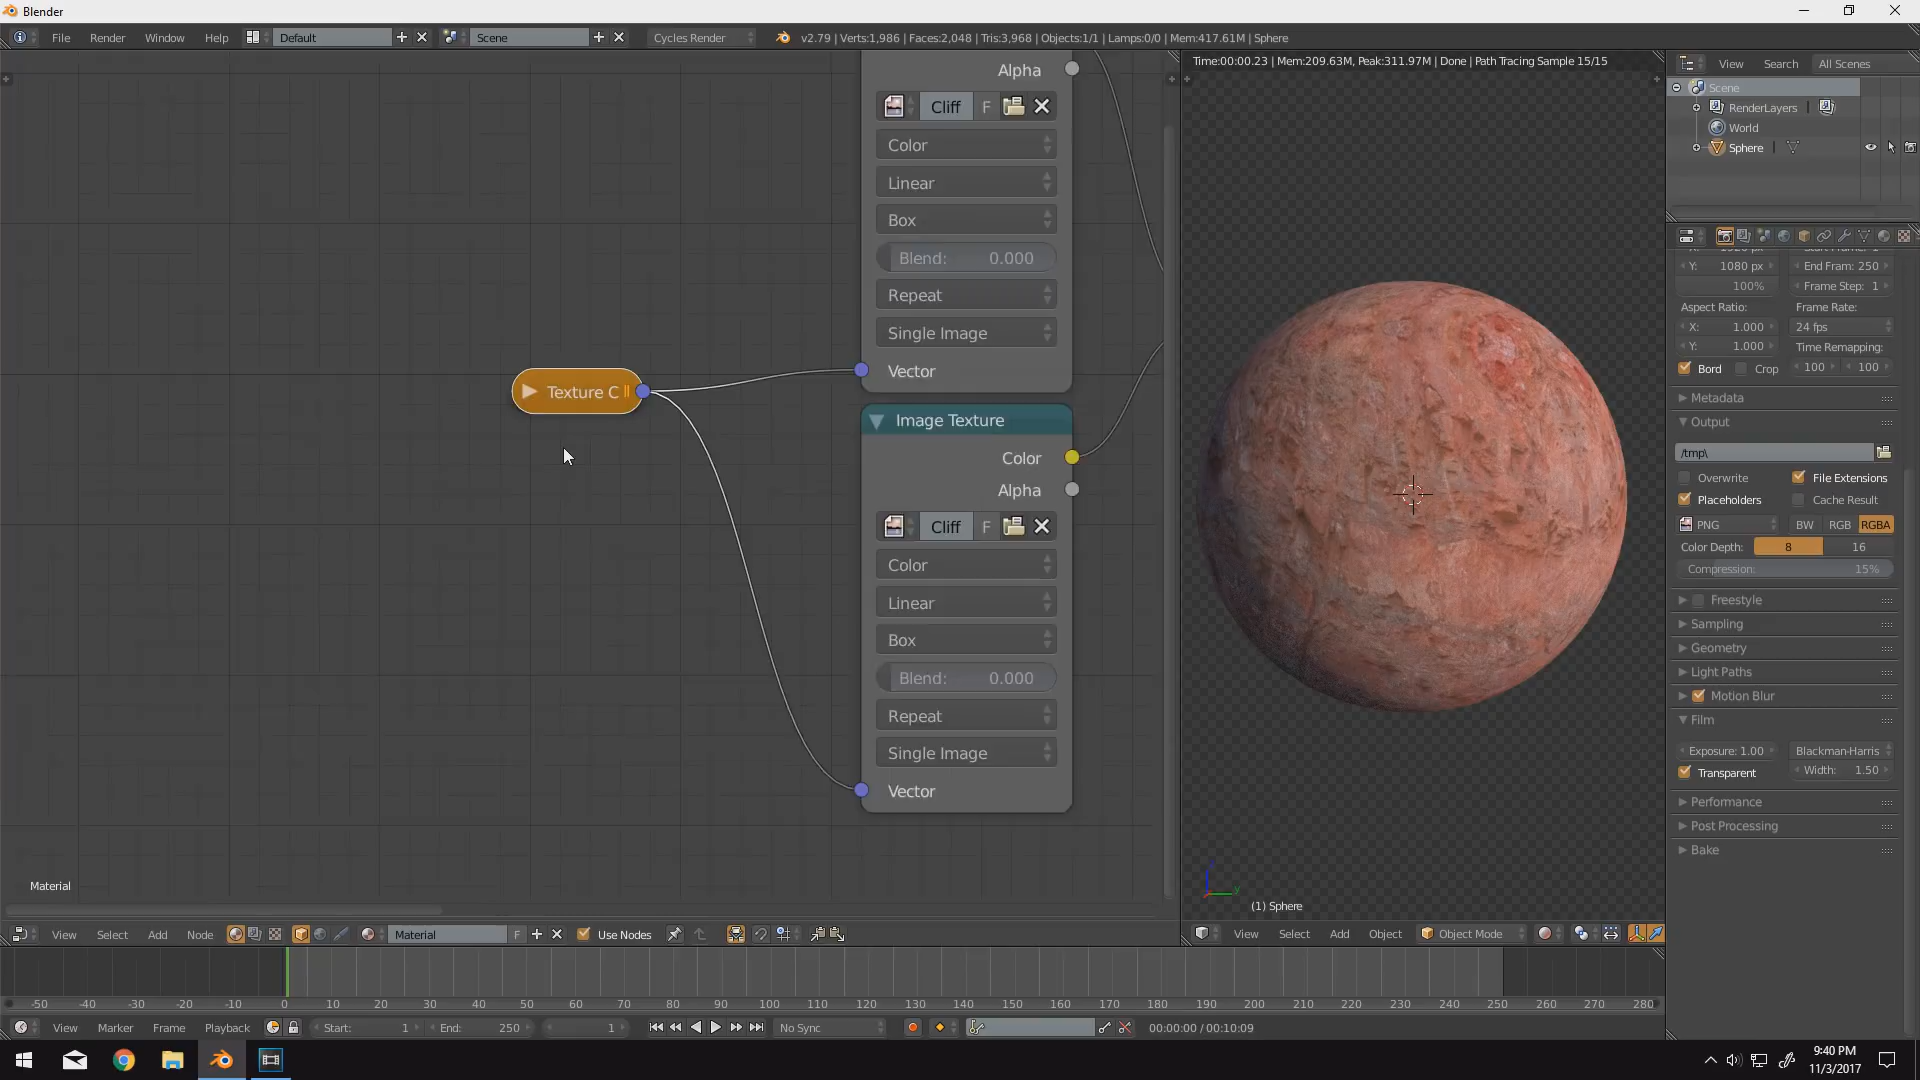 Blender
File Render Window Help Default Scene Cycles Render v2.79 | Verts:1,986 | Faces:2,048 | Tris:3,968 | Objects:1/1 | Lamps:0/0 | Mem:417.61M | Sphere
Alpha
Cliff F
Color
Linear
Box
Blend: 0.000
Repeat
Single Image
Vector
Texture C
Image Texture
Color
Alpha
Cliff F
Color
Linear
Box
Blend: 0.000
Repeat
Single Image
Vector
Material
View Select Add Node Material F Use Nodes
Time:00:00.23 | Mem:209.63M, Peak:311.97M | Done | Path Tracing Sample 15/15
(1) Sphere
View Select Add Object Object Mode
View Search All Scenes
Scene
RenderLayers |
World
Sphere |
Y: 1080 px End Fram: 250
100% Frame Step: 1
Aspect Ratio: Frame Rate:
X: 1.000 24 fps
Y: 1.000 Time Remapping:
Bord Crop 100 100
Metadata
Output
/tmp\
Overwrite File Extensions
Placeholders Cache Result
PNG BW RGB RGBA
Color Depth: 8 16
Compression: 15%
Freestyle
Sampling
Geometry
Light Paths
Motion Blur
Film
Exposure: 1.00 Blackman-Harris
Transparent Width: 1.50
Performance
Post Processing
Bake
-50 -40 -30 -20 -10 0 10 20 30 40 50 60 70 80 90 100 110 120 130 140 150 160 170 180 190 200 210 220 230 240 250 260 270 280
View Marker Frame Playback Start: 1 End: 250 1 No Sync 00:00:00 / 00:10:09
9:40 PM
11/3/2017